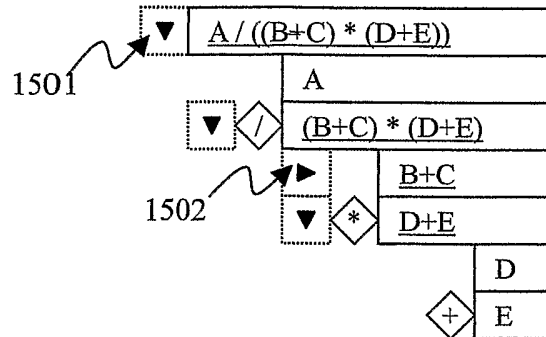 A / ((B+C) * (D+E))
1501
A
/ (B+C) * (D+E)
B+C
1502
* D+E
D
+ E